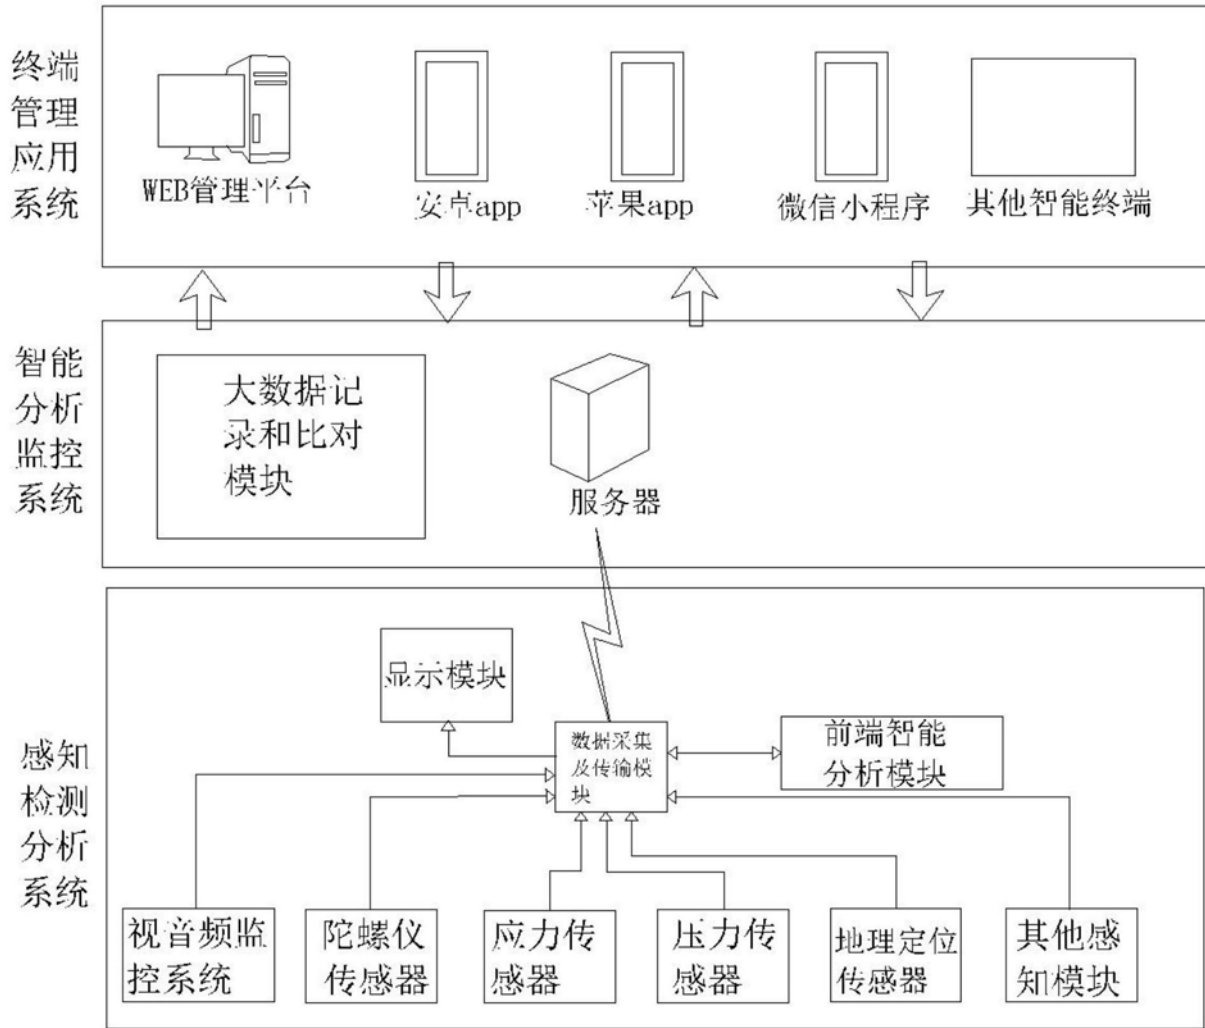 终端
管理
应用
系统
WEB管理平台
安卓app
苹果app
微信小程序
其他智能终端
智能
分析
监控
系统
大数据记
录和比对
模块
服务器
感知
检测
分析
系统
显示模块
数据采集
及传输模
块
前端智能
分析模块
视音频监
控系统
陀螺仪
传感器
应力传
感器
压力传
感器
地理定位
传感器
其他感
知模块